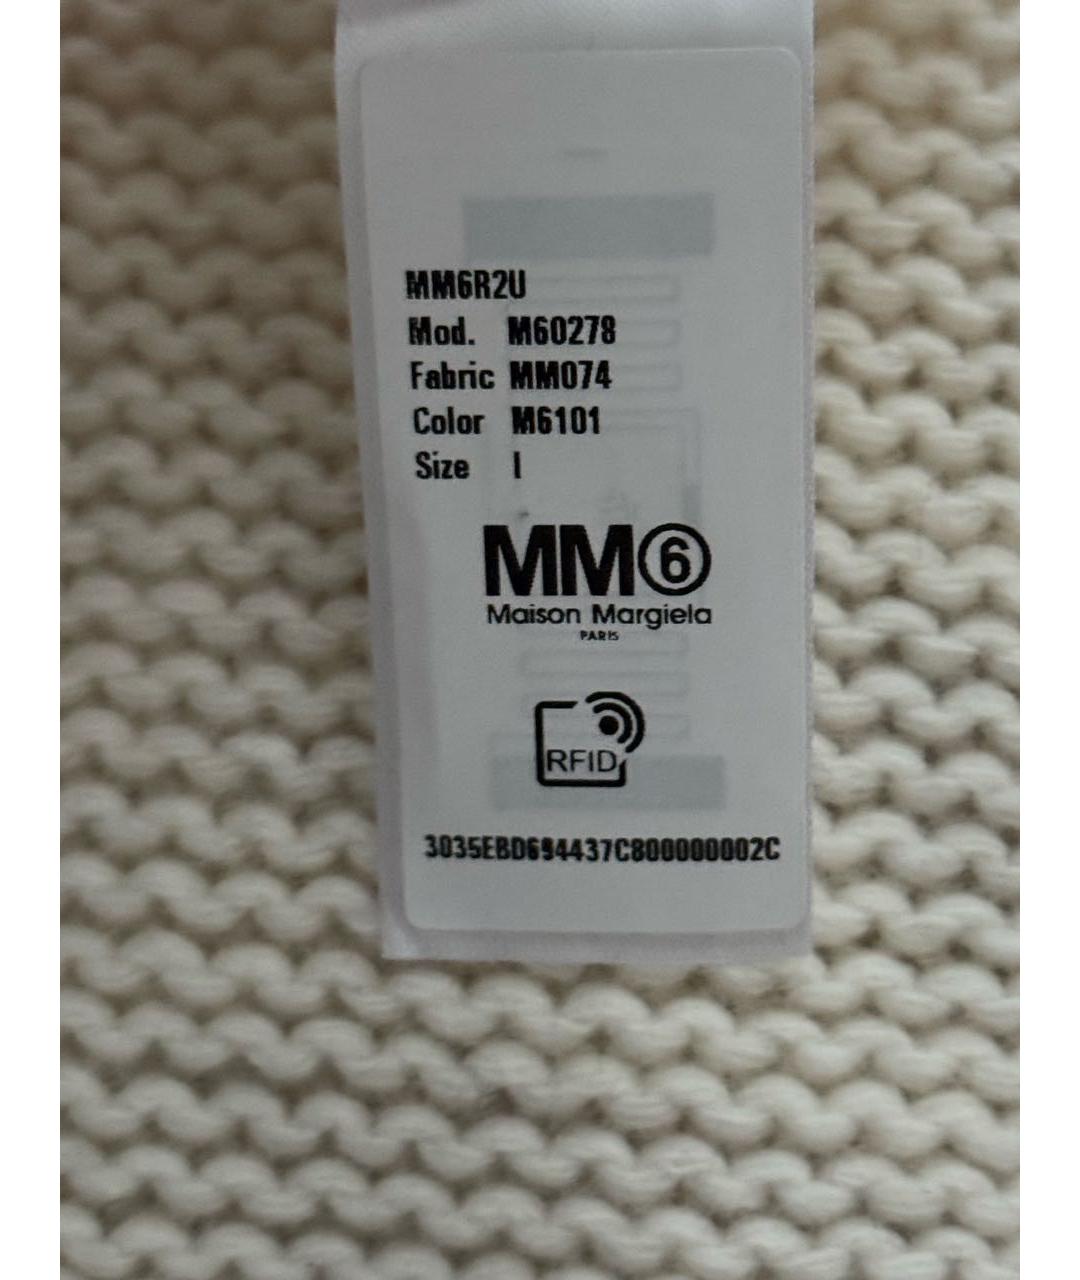 MM6R2U
Mod. M60278
Fabric MM074
Color M6101
Size I
MM6
Maison Margiela
PARIS
RFID
3035EBD694437C800000002C